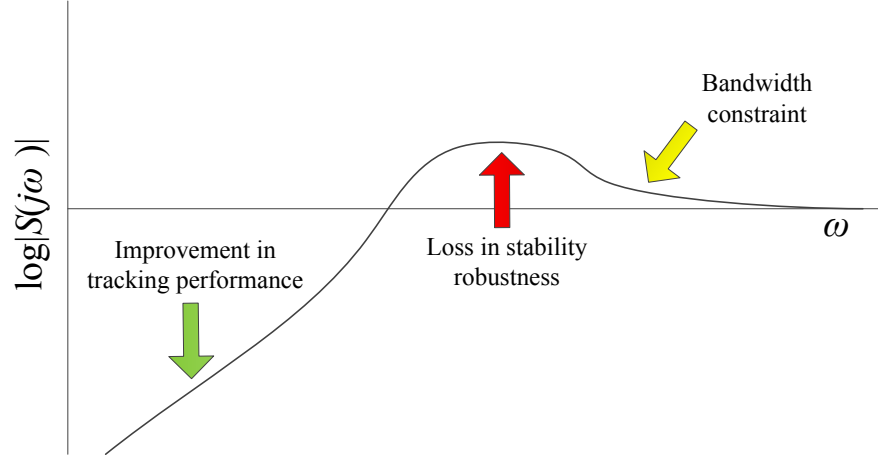 Bandwidth
constraint
log|S(jω)|
ω
Improvement in
tracking performance
Loss in stability
robustness